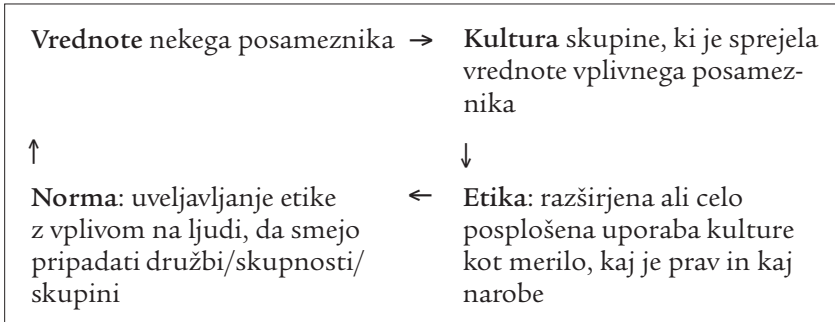 Vrednote nekega posameznika →
Kultura skupine, ki je sprejela
vrednote vplivnega posamez-
nika
↑
↓
Norma: uveljavljanje etike
z vplivom na ljudi, da smejo
pripadati družbi/skupnosti/
skupini
←
Etika: razširjena ali celo
posplošena uporaba kulture
kot merilo, kaj je prav in kaj
narobe